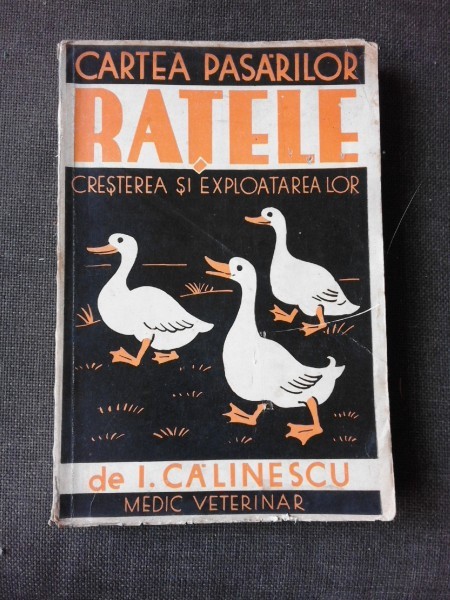 CARTEA PASĂRILOR
RAȚELE
CREȘTEREA ȘI EXPLOATAREA LOR
de I. CĂLINESCU
MEDIC VETERINAR